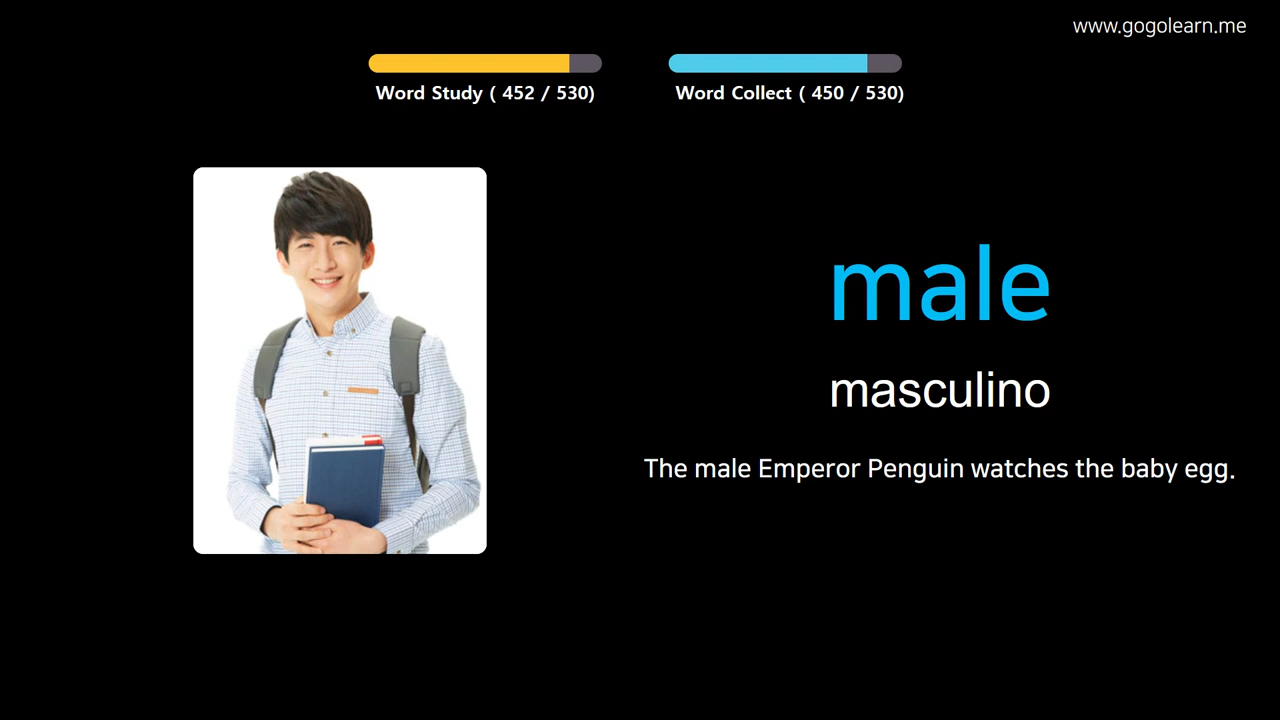 www.gogolearn.me
Word Study ( 452 / 530)
Word Collect ( 450 / 530)
male
masculino
The male Emperor Penguin watches the baby egg.